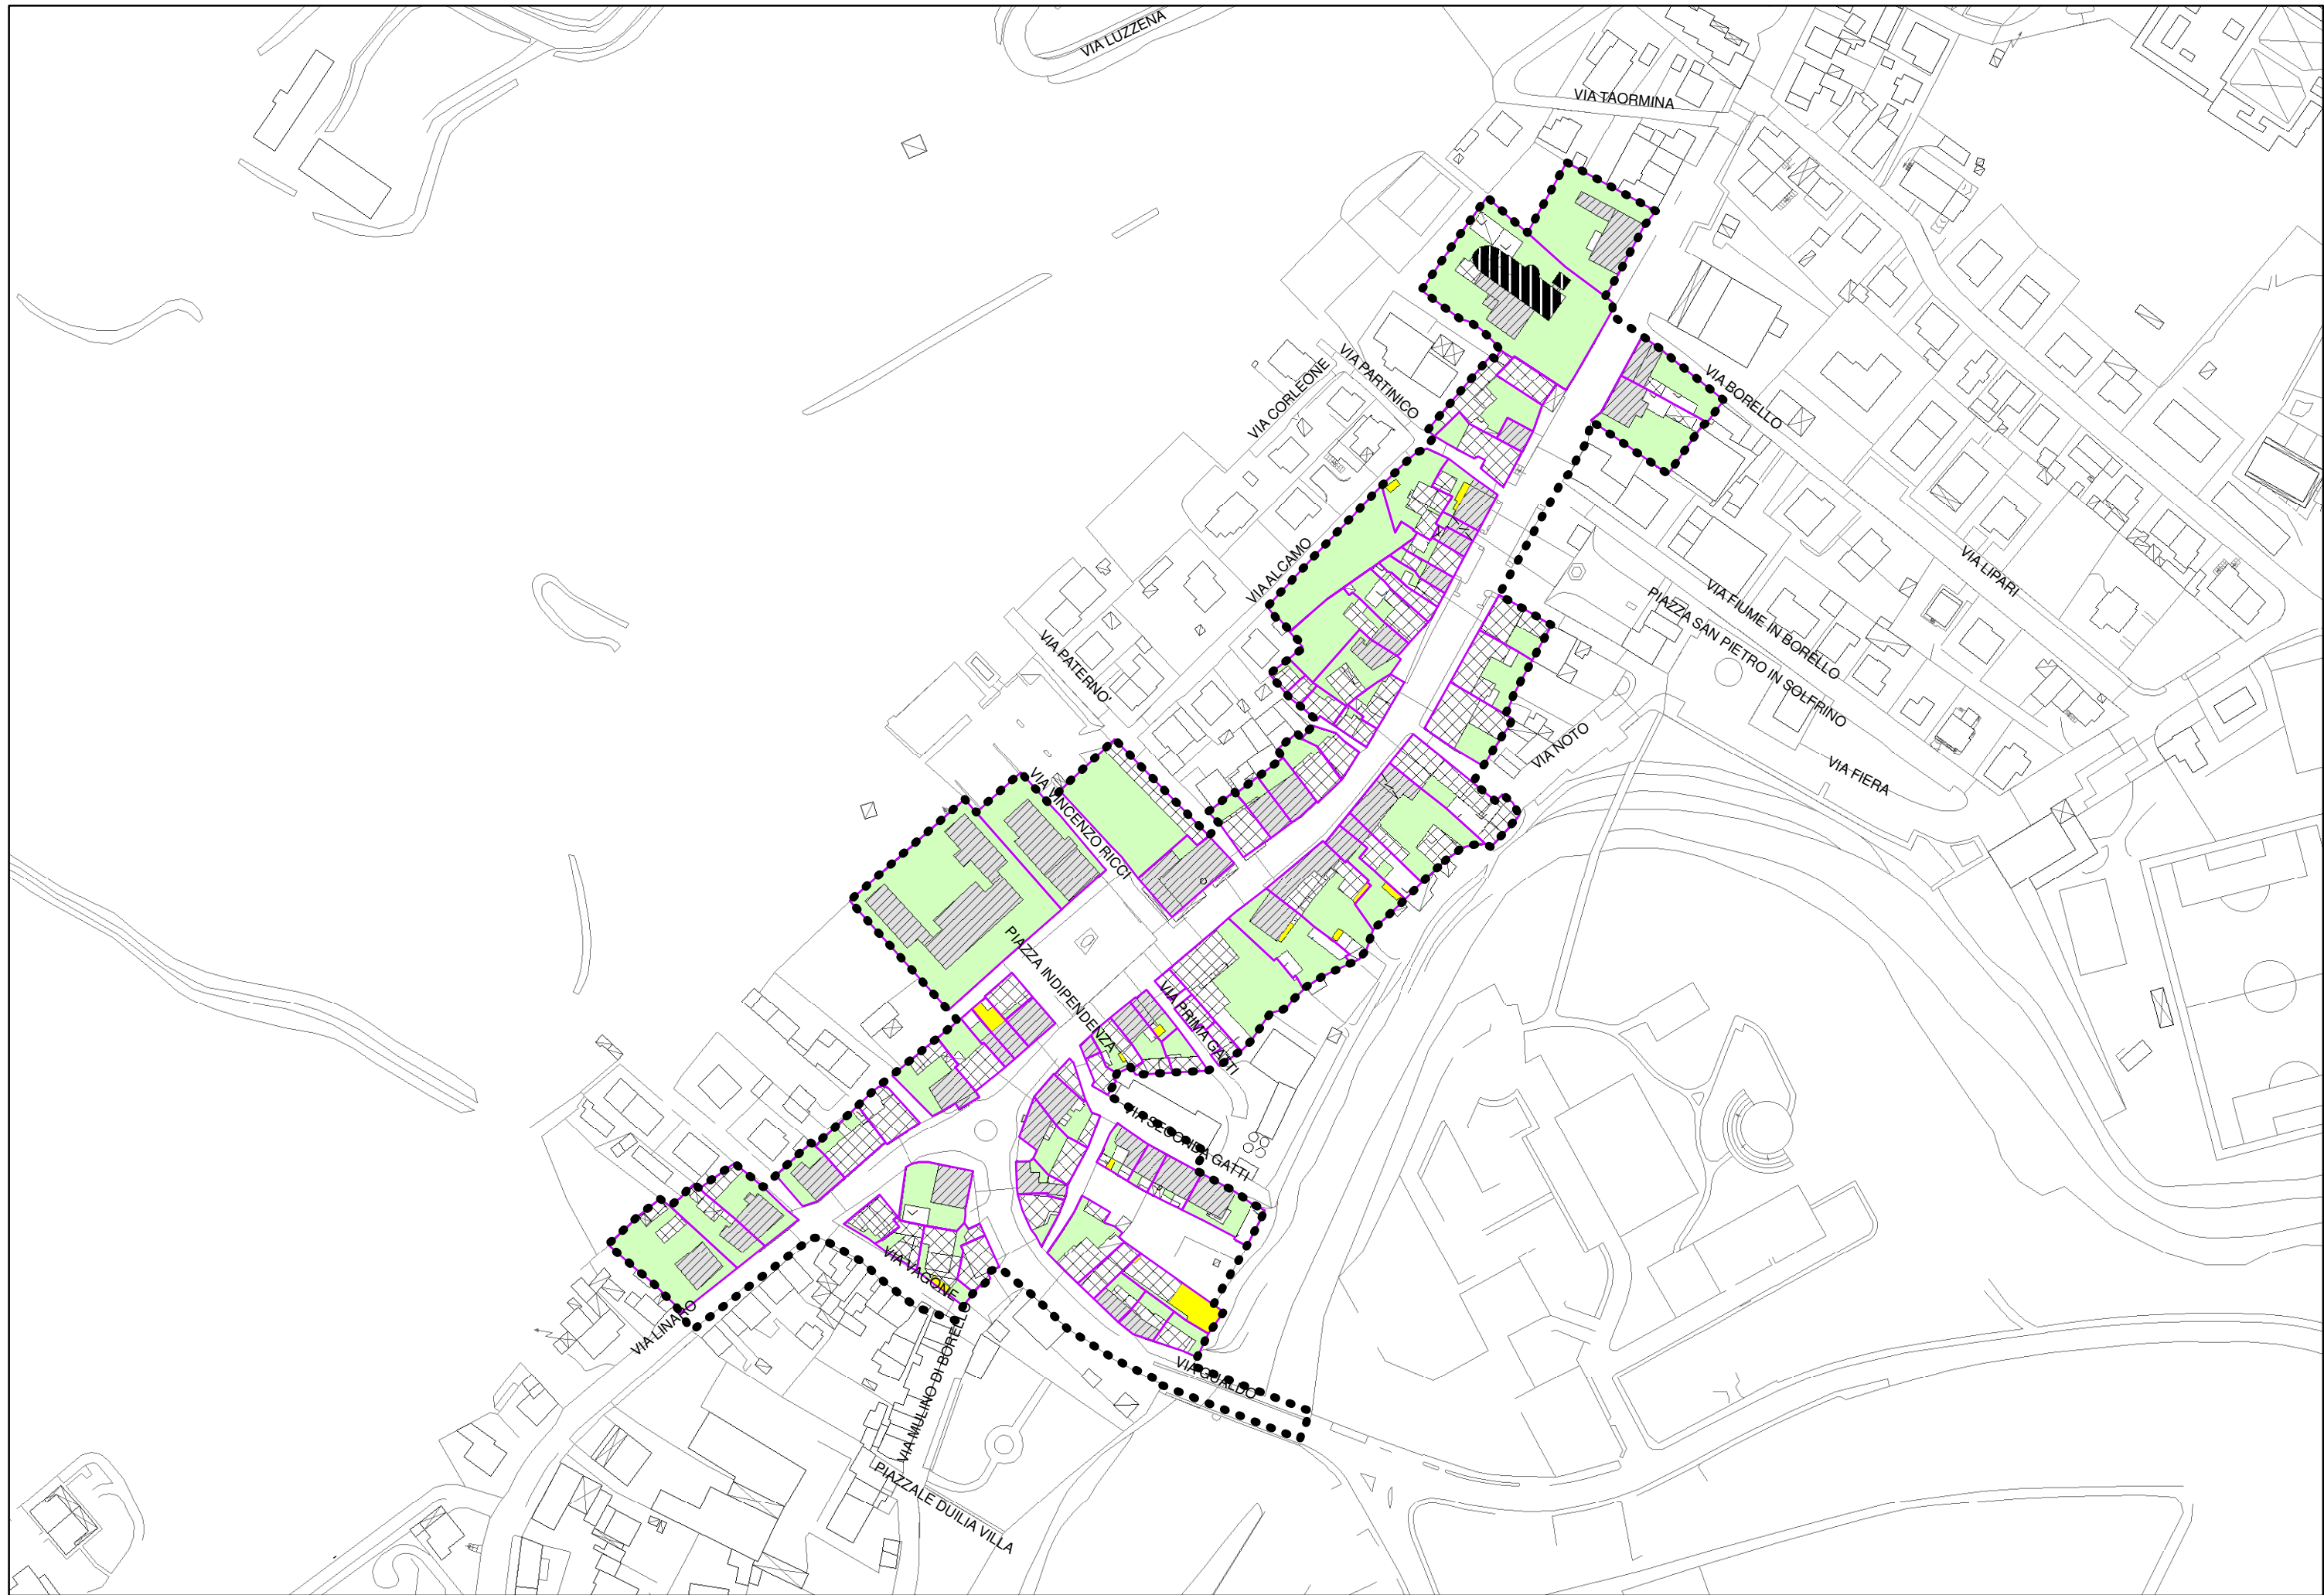 VIA LUZZENA
VIA TAORMINA
VIA PARTINICO
VIA CORLEONE
VIA BORELLO
VIA ALCAMO
VIA LIPARI
VIA FIUME IN BORELLO
PIAZZA SAN PIETRO IN SOLFRINO
VIA PATERNO'
VIA NOTO
VIA FIERA
VIA VINCENZO RICCI
PIAZZA INDIPENDENZA
VIA PRIMA GATTI
VIA SECONDA GATTI
VIA VAGONE
VIA LINARO
VIA MULINO DI BORELLO
VIA GUALDO
PIAZZALE DUILIA VILLA